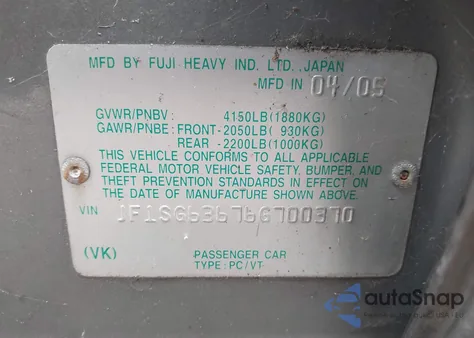 MFD BY FUJI HEAVY IND. LTD. JAPAN
MFD IN 04/05
GVWR/PNBV: 4150LB(1880KG)
GAWR/PNBE: FRONT-2050LB( 930KG)
REAR -2200LB(1000KG)
THIS VEHICLE CONFORMS TO ALL APPLICABLE
FEDERAL MOTOR VEHICLE SAFETY, BUMPER, AND
THEFT PREVENTION STANDARDS IN EFFECT ON
THE DATE OF MANUFACTURE SHOWN ABOVE.
VIN
(VK)
PASSENGER CAR
TYPE: PC/VT
autaSnap